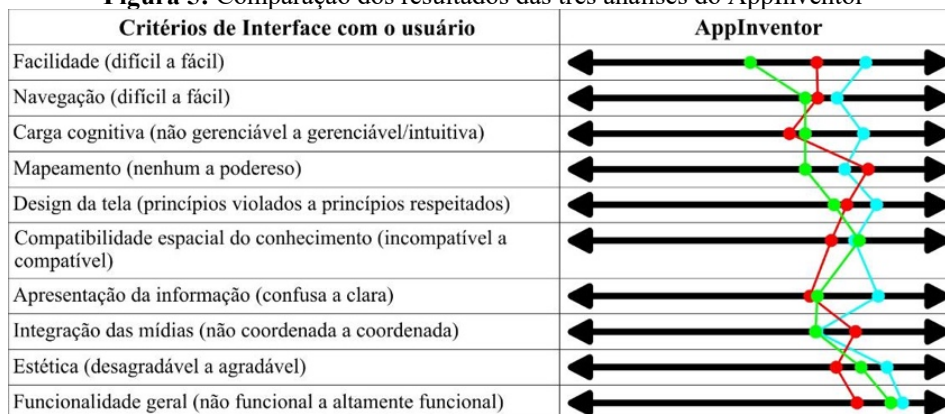 Figura 5: Comparação dos resultados das três análises do AppInventor
Critérios de Interface com o usuário
AppInventor
Facilidade (difícil a fácil)
Navegação (difícil a fácil)
Carga cognitiva (não gerenciável a gerenciável/intuitiva)
Mapeamento (nenhum a podereso)
Design da tela (princípios violados a princípios respeitados)
Compatibilidade espacial do conhecimento (incompatível a
compatível)
Apresentação da informação (confusa a clara)
Integração das mídias (não coordenada a coordenada)
Estética (desagradável a agradável)
Funcionalidade geral (não funcional a altamente funcional)